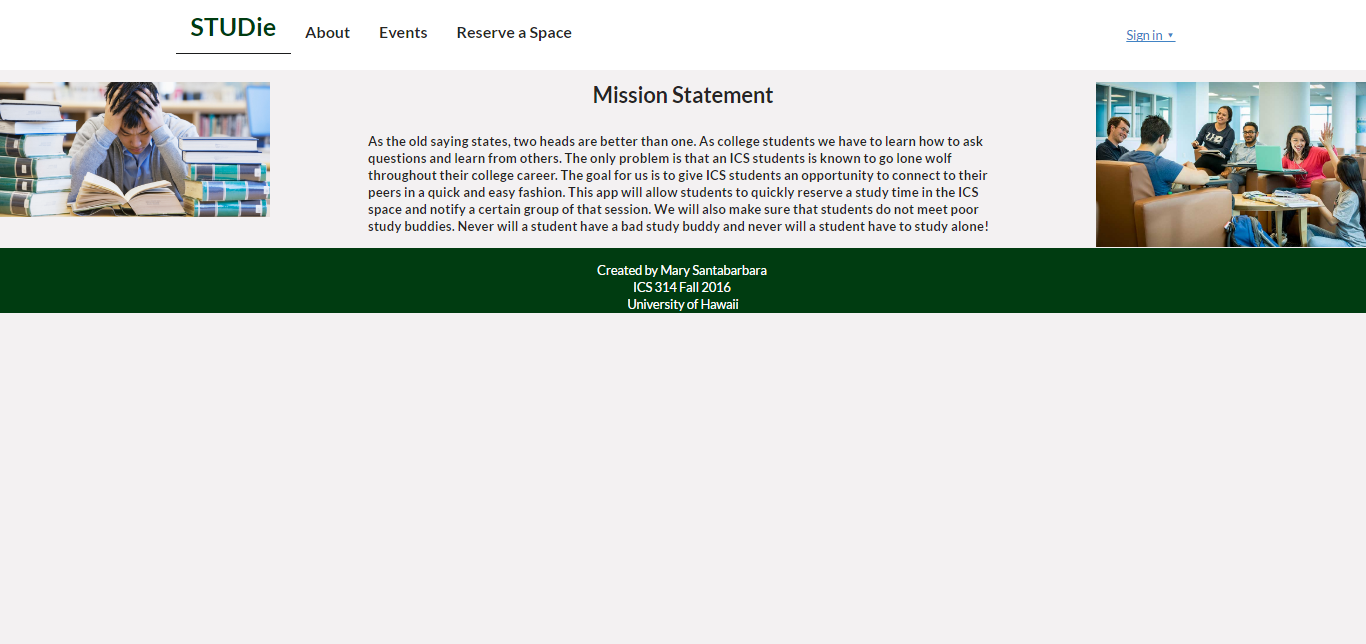 STUDie
About
Events
Reserve a Space
Sign in
Mission Statement
As the old saying states, two heads are better than one. As college students we have to learn how to ask
questions and learn from others. The only problem is that an ICS students is known to go lone wolf
throughout their college career. The goal for us is to give ICS students an opportunity to connect to their
peers in a quick and easy fashion. This app will allow students to quickly reserve a study time in the ICS
space and notify a certain group of that session. We will also make sure that students do not meet poor
study buddies. Never will a student have a bad study buddy and never will a student have to study alone!
Created by Mary Santabarbara
ICS 314 Fall 2016
University of Hawaii